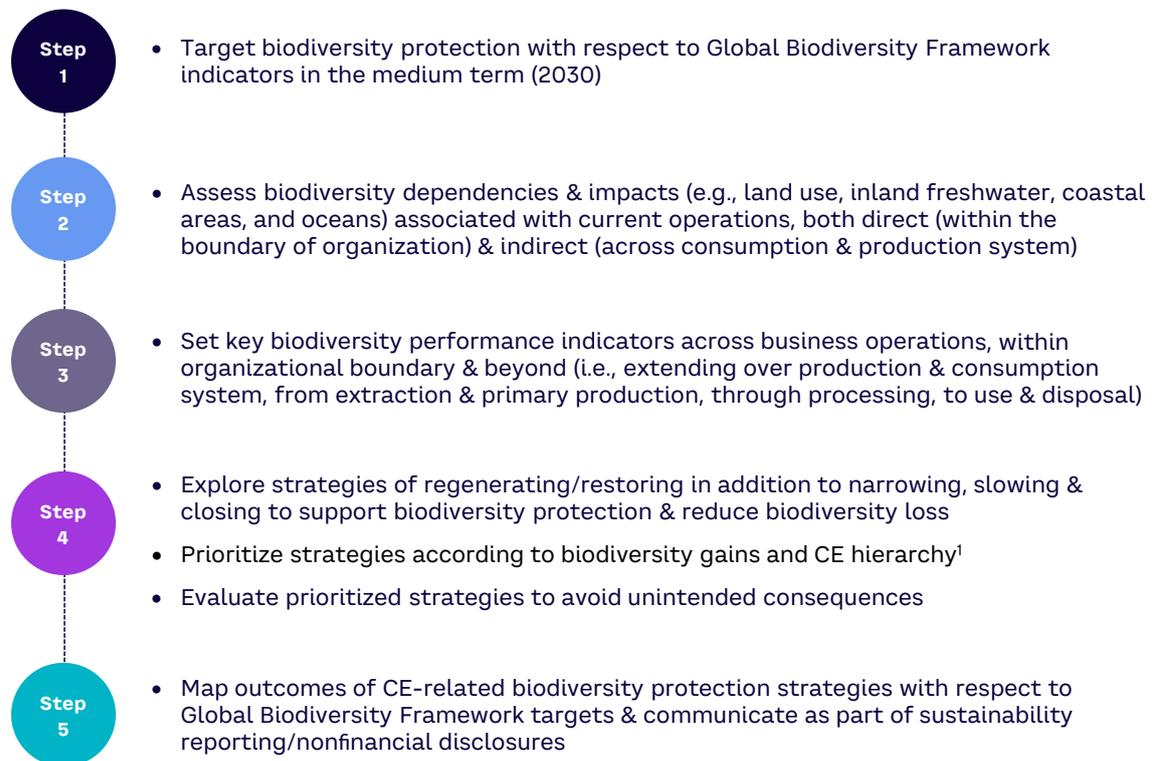 Step
1
• Target biodiversity protection with respect to Global Biodiversity Framework
indicators in the medium term (2030)
Step
2
• Assess biodiversity dependencies & impacts (e.g., land use, inland freshwater, coastal
areas, and oceans) associated with current operations, both direct (within the
boundary of organization) & indirect (across consumption & production system)
Step
3
• Set key biodiversity performance indicators across business operations, within
organizational boundary & beyond (i.e., extending over production & consumption
system, from extraction & primary production, through processing, to use & disposal)
Step
4
• Explore strategies of regenerating/restoring in addition to narrowing, slowing &
closing to support biodiversity protection & reduce biodiversity loss
• Prioritize strategies according to biodiversity gains and CE hierarchy¹
• Evaluate prioritized strategies to avoid unintended consequences
Step
5
• Map outcomes of CE-related biodiversity protection strategies with respect to
Global Biodiversity Framework targets & communicate as part of sustainability
reporting/nonfinancial disclosures